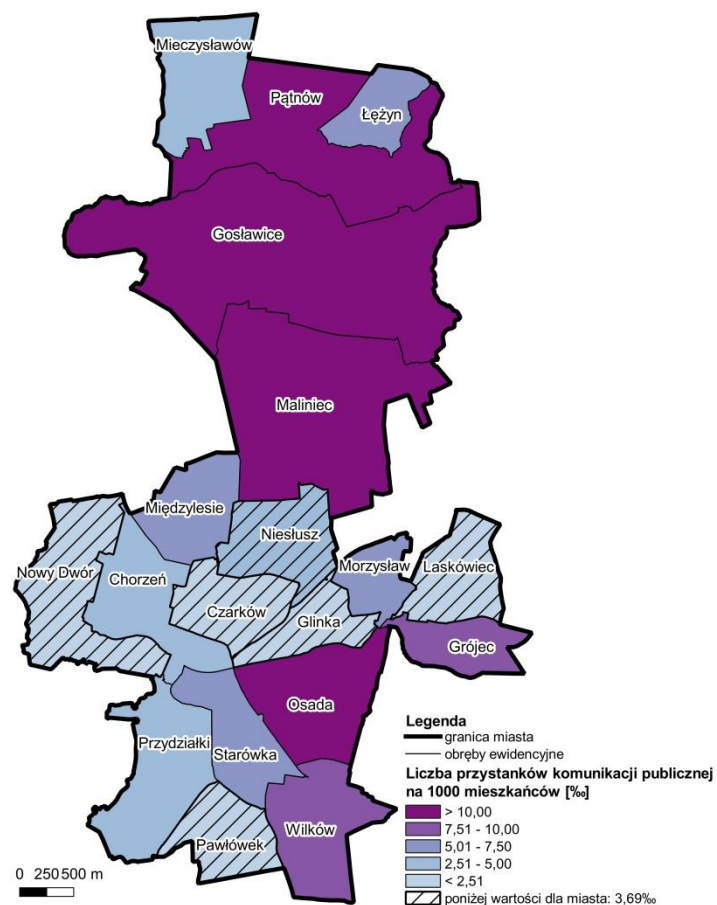 Mieczysławów
Pątnów
Łężyn
Gosławice
Maliniec
Międzylesie
Niesłusz
Nowy Dwór
Chorzeń
Morzysław
Laskówiec
Czarków
Glinka
Grójec
Osada
Przydziałki
Starówka
Wilków
Pawłówek
Legenda
granica miasta
obręby ewidencyjne
Liczba przystanków komunikacji publicznej
na 1000 mieszkańców [‰]
> 10,00
7,51 - 10,00
5,01 - 7,50
2,51 - 5,00
< 2,51
poniżej wartości dla miasta: 3,69‰
0 250 500 m